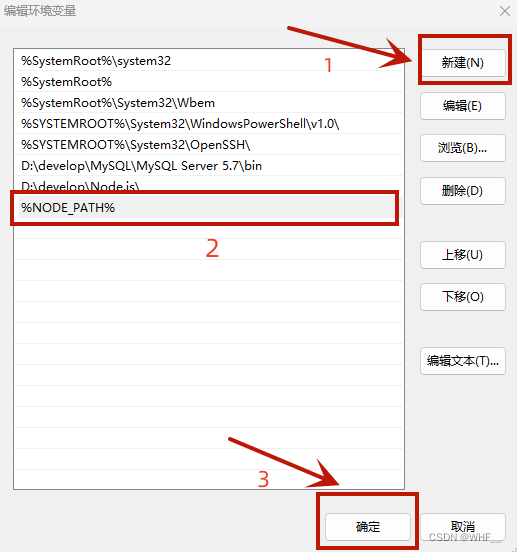 编辑环境变量
%SystemRoot%\system32
%SystemRoot%
%SystemRoot%\System32\Wbem
%SYSTEMROOT%\System32\WindowsPowerShell\v1.0\
%SYSTEMROOT%\System32\OpenSSH\
D:\develop\MySQL\MySQL Server 5.7\bin
D:\develop\Node.js\
%NODE_PATH%
1
2
3
新建(N)
编辑(E)
浏览(B)...
删除(D)
上移(U)
下移(O)
编辑文本(T)...
确定
取消
CSDN @WHF__